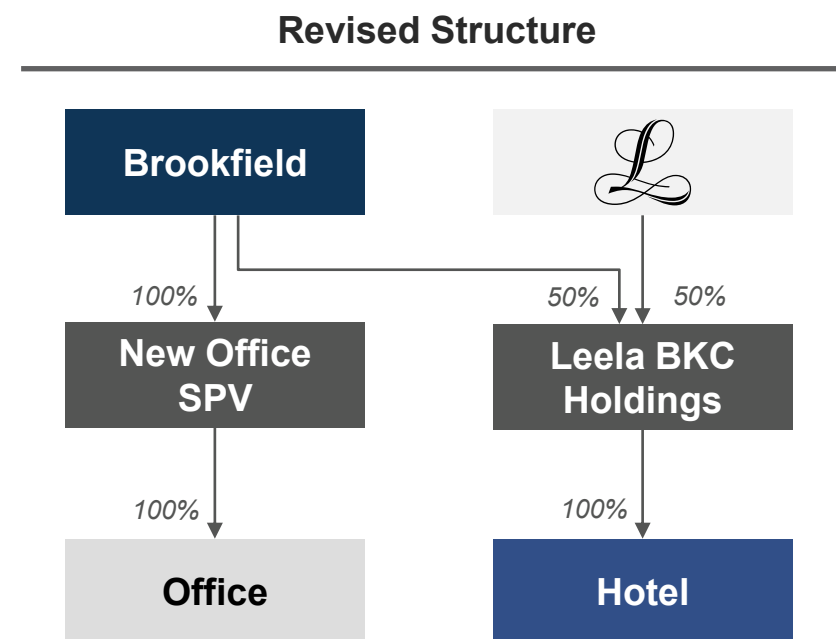 Revised Structure
Brookfield
L
100%
50%
50%
New Office
SPV
Leela BKC
Holdings
100%
100%
Office
Hotel